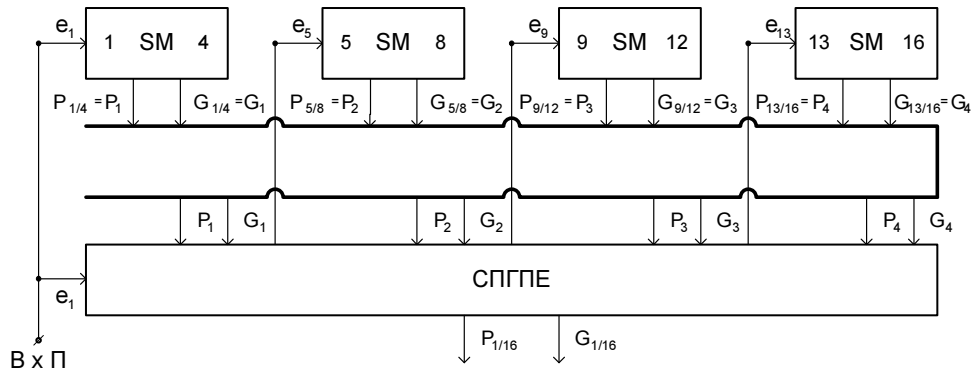 e₁ 1 SM 4 e₅ 5 SM 8 e₉ 9 SM 12 e₁₃ 13 SM 16
P₁/₄ = P₁ G₁/₄ = G₁ P₅/₈ = P₂ G₅/₈ = G₂ P₉/₁₂ = P₃ G₉/₁₂ = G₃ P₁₃/₁₆ = P₄ G₁₃/₁₆ = G₄
P₁ G₁ P₂ G₂ P₃ G₃ P₄ G₄
СПГПЕ
e₁
P₁/₁₆ G₁/₁₆
В х П